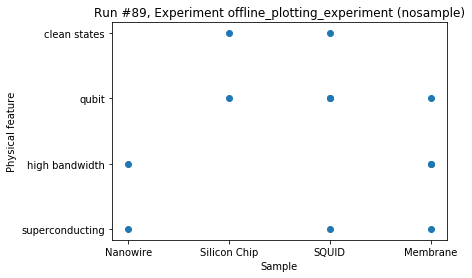 Run #89, Experiment offline_plotting_experiment (nosample)
clean states
qubit
high bandwidth
superconducting
Physical feature
Nanowire Silicon Chip SQUID Membrane
Sample